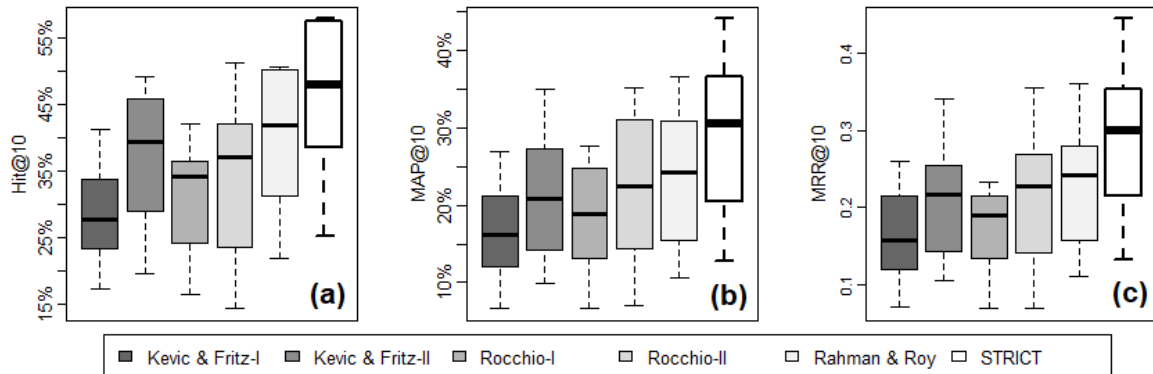 Hit@10
55%
45%
35%
25%
15%
(a)
MAP@10
40%
30%
20%
10%
(b)
MRR@10
0.4
0.3
0.2
0.1
(c)
Kevic & Fritz-I Kevic & Fritz-II Rocchio-I Rocchio-II Rahman & Roy STRICT